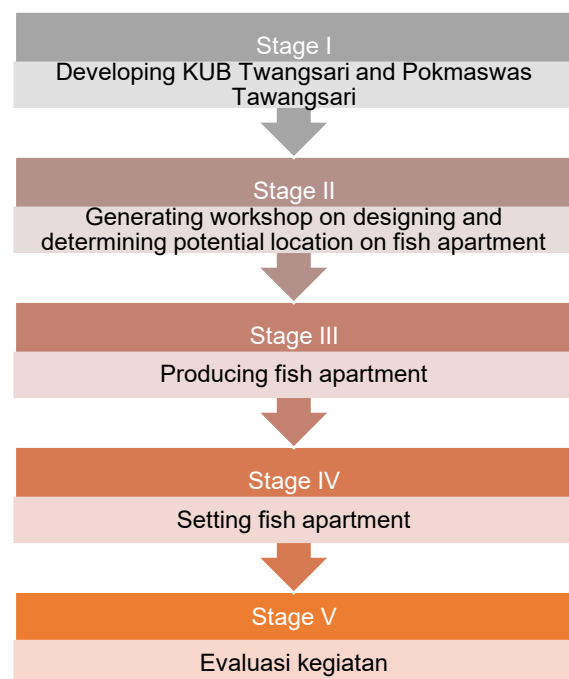 Stage I
Developing KUB Twangsari and Pokmaswas
Tawangsari
Stage II
Generating workshop on designing and
determining potential location on fish apartment
Stage III
Producing fish apartment
Stage IV
Setting fish apartment
Stage V
Evaluasi kegiatan